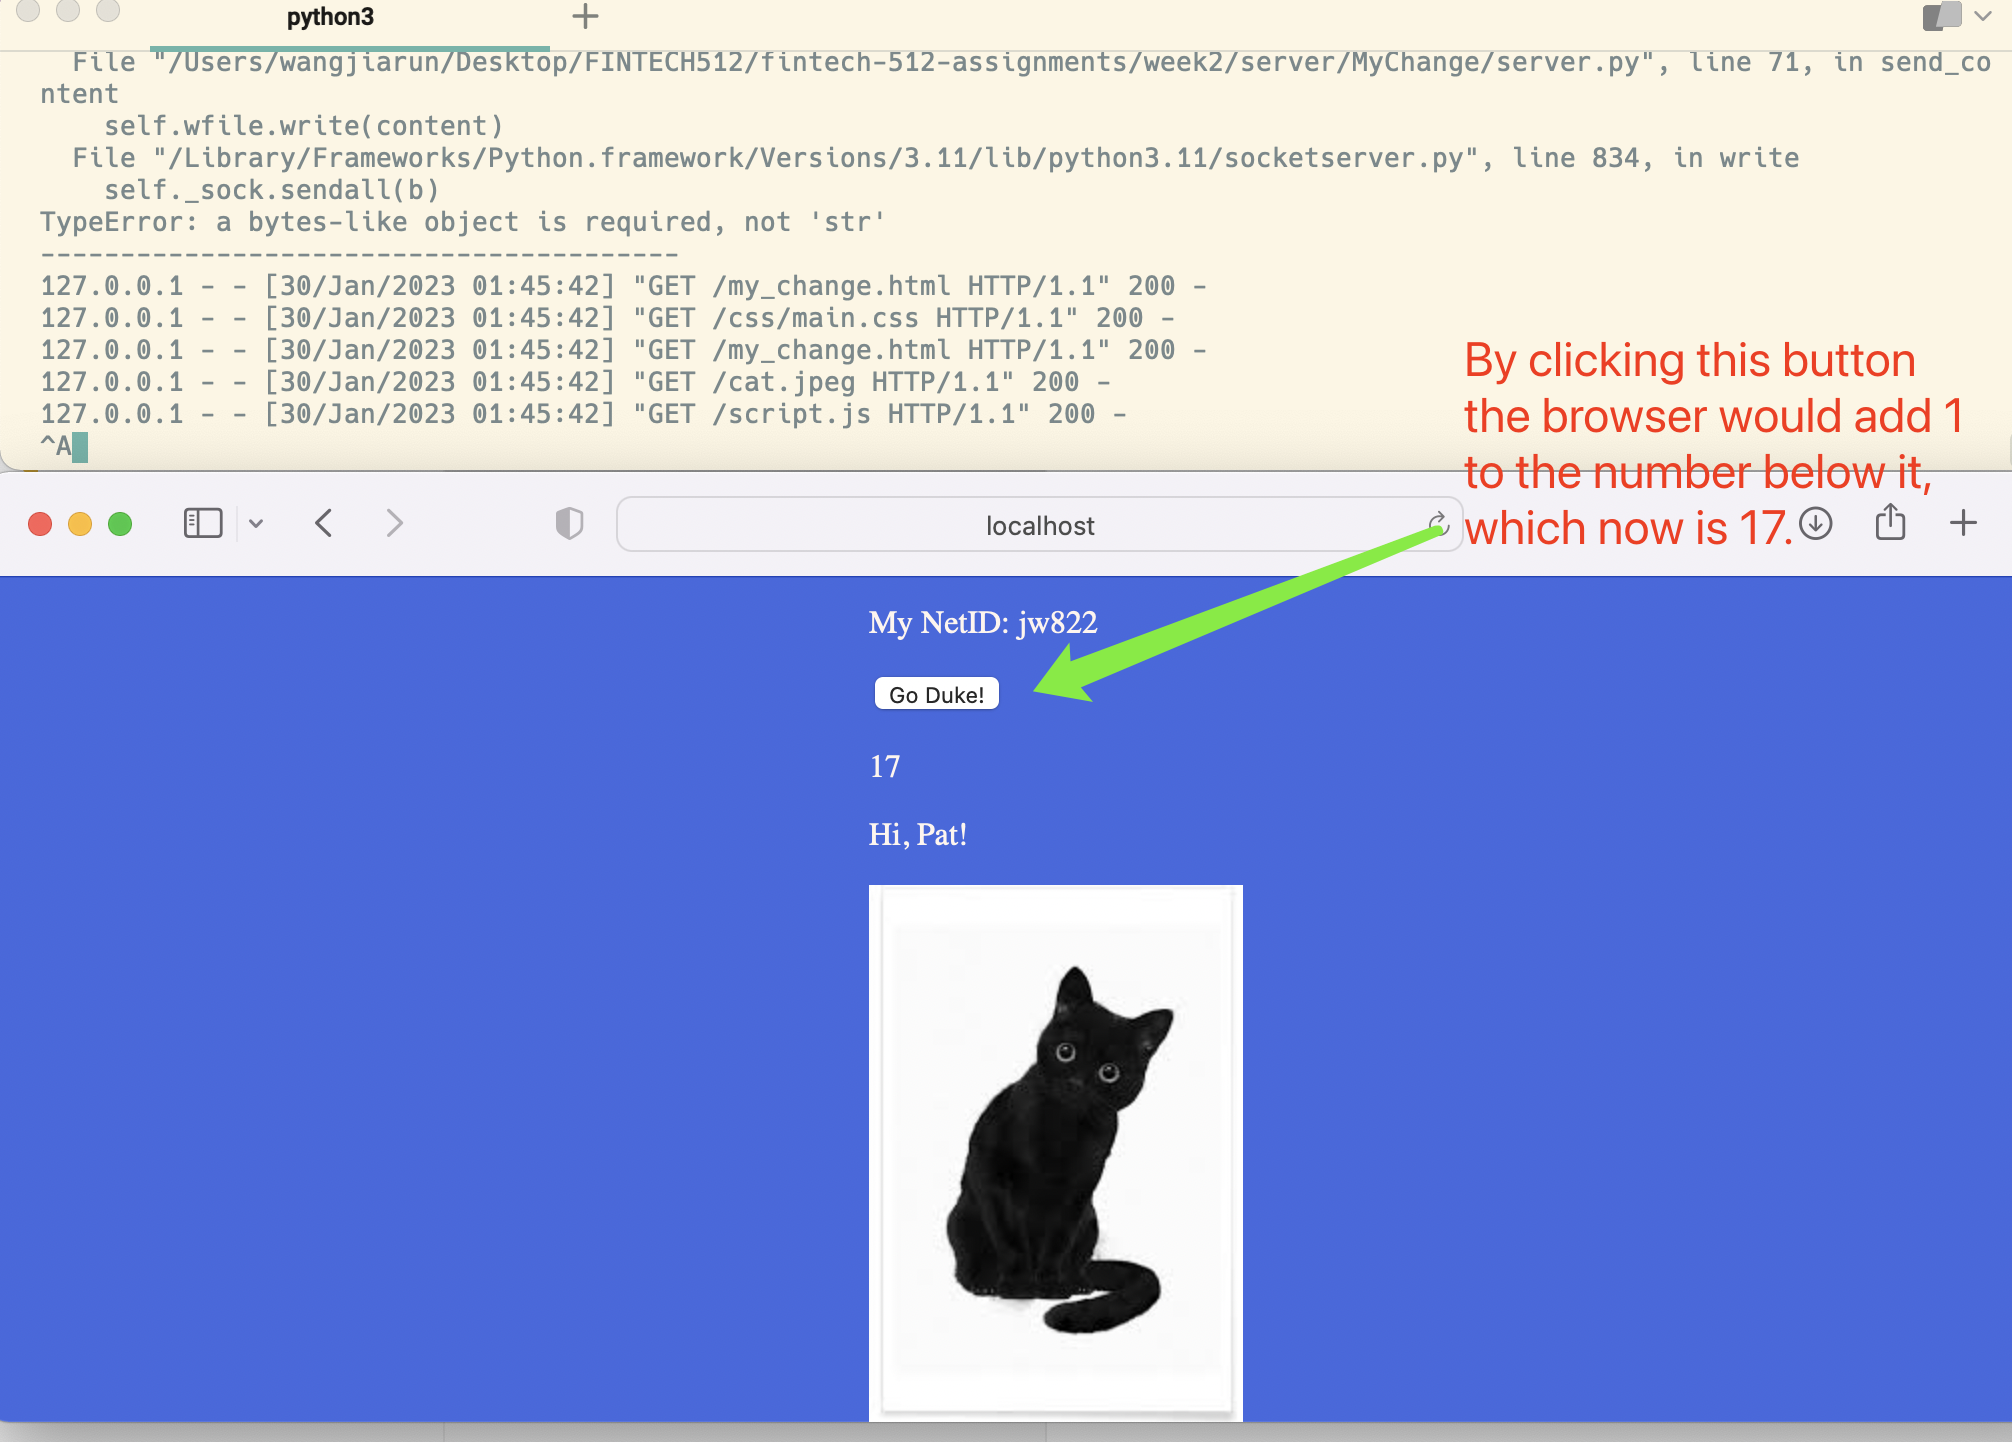 python3
File "/Users/wangjiarun/Desktop/FINTECH512/fintech-512-assignments/week2/server/MyChange/server.py", line 71, in send_co
ntent
self.wfile.write(content)
File "/Library/Frameworks/Python.framework/Versions/3.11/lib/python3.11/socketserver.py", line 834, in write
self._sock.sendall(b)
TypeError: a bytes-like object is required, not 'str'
----------------------------------------
127.0.0.1 - - [30/Jan/2023 01:45:42] "GET /my_change.html HTTP/1.1" 200 -
127.0.0.1 - - [30/Jan/2023 01:45:42] "GET /css/main.css HTTP/1.1" 200 -
127.0.0.1 - - [30/Jan/2023 01:45:42] "GET /my_change.html HTTP/1.1" 200 -
127.0.0.1 - - [30/Jan/2023 01:45:42] "GET /cat.jpeg HTTP/1.1" 200 -
127.0.0.1 - - [30/Jan/2023 01:45:42] "GET /script.js HTTP/1.1" 200 -
^A
By clicking this button
the browser would add 1
to the number below it,
which now is 17.
localhost
My NetID: jw822
Go Duke!
17
Hi, Pat!